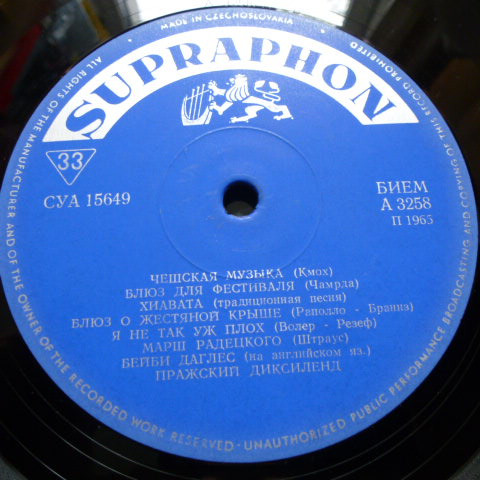 MADE IN CZECHOSLOVAKIA
SUPRAPHON
ALL RIGHTS OF THE MANUFACTURER AND OF THE OWNER OF THE RECORDED WORK RESERVED - UNAUTHORIZED PUBLIC PERFORMANCE BROADCASTING AND COPYING OF THIS RECORD PROHIBITED
33
СУА 15649
БИЕМ
А 3258
П 1965
ЧЕШСКАЯ МУЗЫКА (Кмох)
БЛЮЗ ДЛЯ ФЕСТИВАЛЯ (Чамрда)
ХИАВАТА (традиционная песня)
БЛЮЗ О ЖЕСТЯНОЙ КРЫШЕ (Раполло - Браниз)
Я НЕ ТАК УЖ ПЛОХ (Волер - Резеф)
МАРШ РАДЕЦКОГО (Штраус)
БЕЙБИ ДАГЛЕС (на английском яз.)
ПРАЖСКИЙ ДИКСИЛЕНД